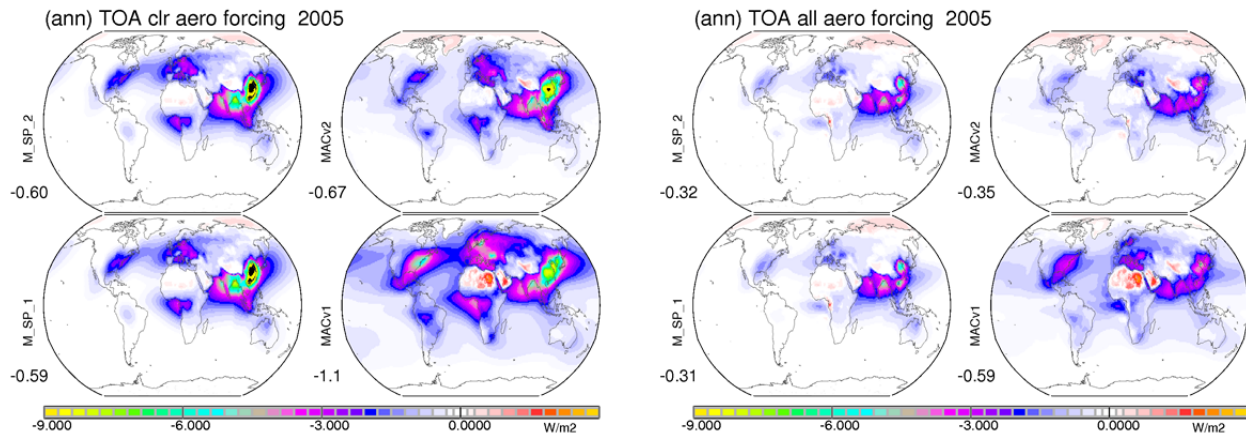 (ann) TOA clr aero forcing 2005
M_SP_2
-0.60
MACv2
-0.67
M_SP_1
-0.59
MACv1
-1.1
-9.000 -6.000 -3.000 0.0000 W/m2
(ann) TOA all aero forcing 2005
M_SP_2
-0.32
MACv2
-0.35
M_SP_1
-0.31
MACv1
-0.59
-9.000 -6.000 -3.000 0.0000 W/m2